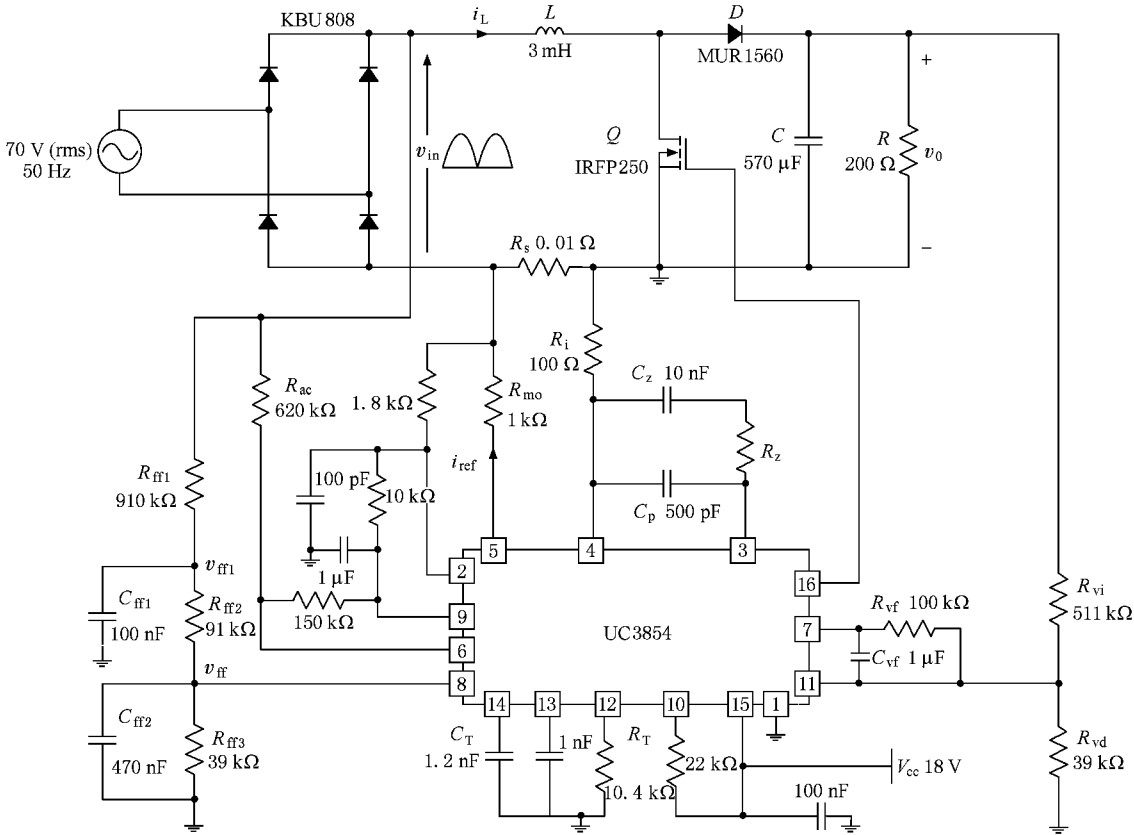 KBU 808
i_L
L
3 mH
D
MUR1560
70 V (rms)
50 Hz
v_in
Q
IRFP250
C
570 μF
R
200 Ω
+
v_0
−
R_s 0. 01 Ω
R_i
100 Ω
C_z 10 nF
R_z
C_p 500 pF
R_ac
620 kΩ
1. 8 kΩ
R_mo
1 kΩ
i_ref
R_ff1
910 kΩ
100 pF
10 kΩ
1 μF
150 kΩ
v_ff1
C_ff1
100 nF
R_ff2
91 kΩ
v_ff
C_ff2
470 nF
R_ff3
39 kΩ
5
4
3
2
9
6
8
16
7
11
UC3854
14
13
12
10
15
1
R_vf 100 kΩ
C_vf 1 μF
R_vi
511 kΩ
R_vd
39 kΩ
C_T
1. 2 nF
1 nF
R_T
10. 4 kΩ
22 kΩ
V_cc 18 V
100 nF